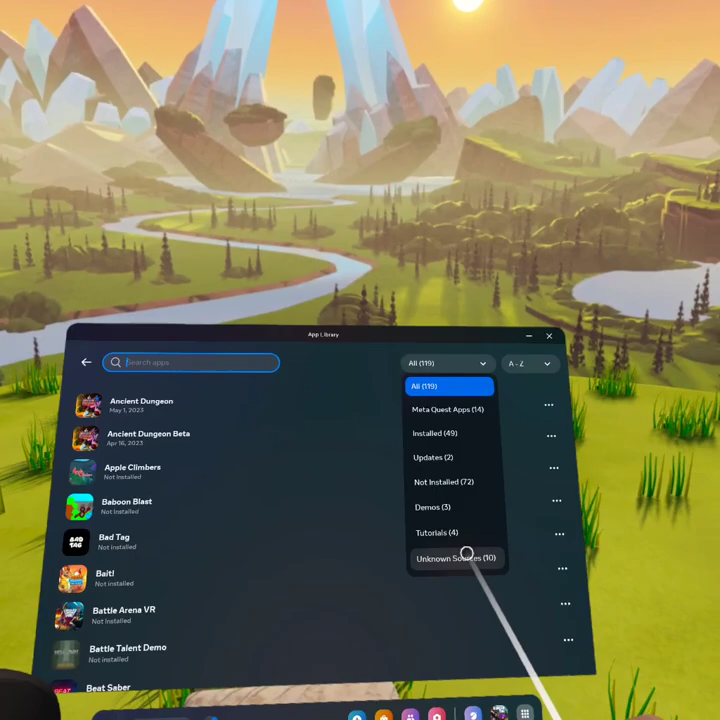 App Library
Search apps
All (119)
A - Z
All (119)
Meta Quest Apps (14)
Installed (49)
Updates (2)
Not Installed (72)
Demos (3)
Tutorials (4)
Unknown Sources (10)
Ancient Dungeon
May 1, 2023
Ancient Dungeon Beta
Apr 16, 2023
Apple Climbers
Not Installed
Baboon Blast
Not Installed
BAD TAG
Bad Tag
Not Installed
Bait!
Not installed
Battle Arena VR
Not Installed
Battle Talent Demo
Not installed
BEAT
Beat Saber